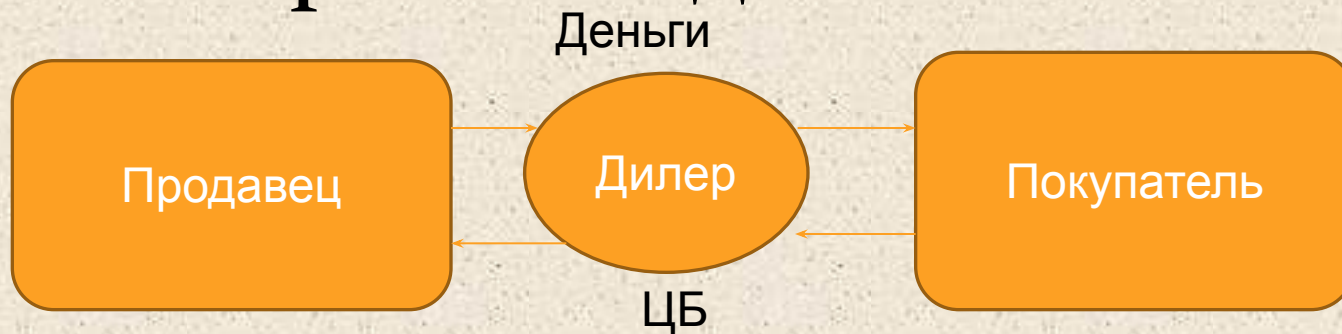 Деньги
Продавец
Дилер
Покупатель
ЦБ